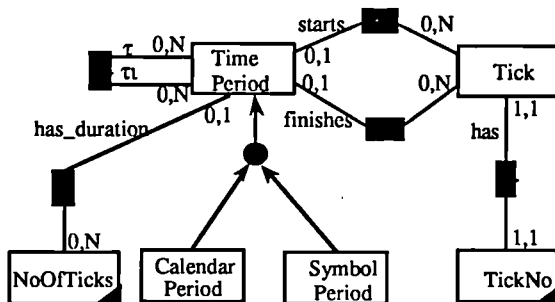 starts
τ
0,N
0,N
Time
Period
0,1
Tick
τι
0,N
0,1
0,N
has_duration
0,1
finishes
1,1
has
0,N
1,1
NoOfTicks
Calendar
Period
Symbol
Period
TickNo